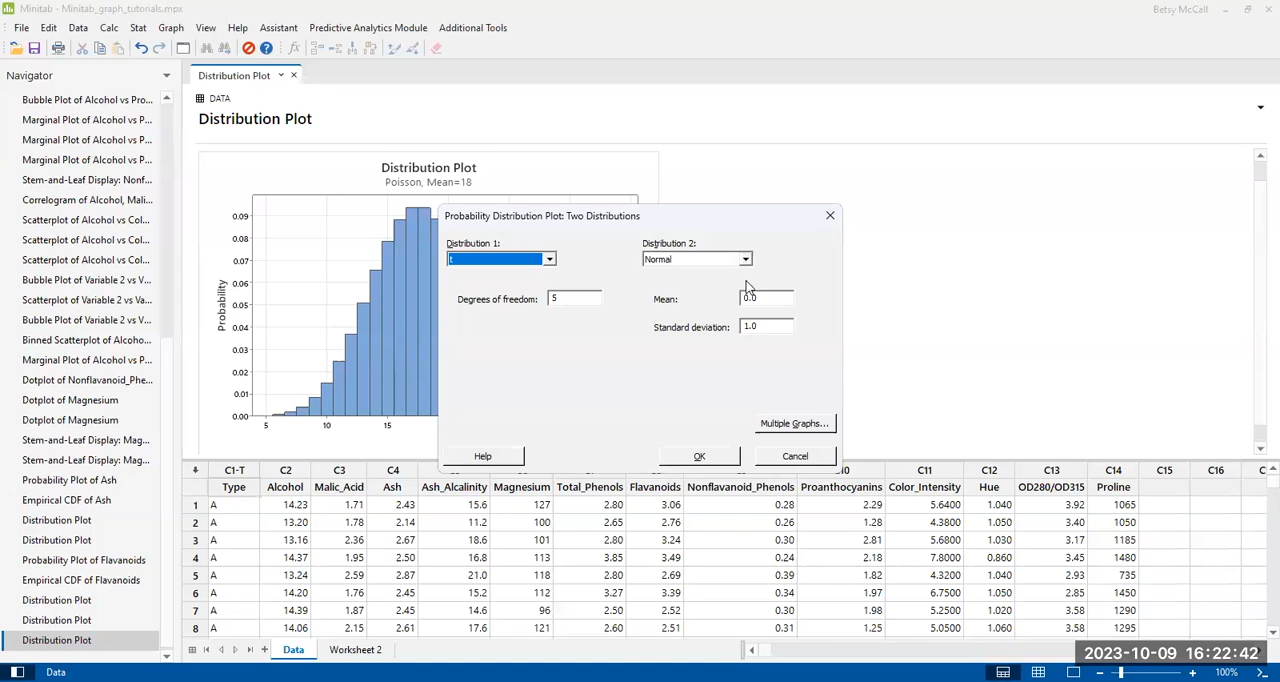 Minitab - Minitab_graph_tutorials.mpx
Betsy McCall
File Edit Data Calc Stat Graph View Help Assistant Predictive Analytics Module Additional Tools
Navigator
Distribution Plot
Bubble Plot of Alcohol vs Pro...
Marginal Plot of Alcohol vs P...
Marginal Plot of Alcohol vs P...
Marginal Plot of Alcohol vs P...
Stem-and-Leaf Display: Nonf...
Correlogram of Alcohol, Mali...
Scatterplot of Alcohol vs Col...
Scatterplot of Alcohol vs Col...
Scatterplot of Alcohol vs Col...
Bubble Plot of Variable 2 vs V...
Scatterplot of Variable 2 vs Va...
Bubble Plot of Variable 2 vs V...
Binned Scatterplot of Alcoho...
Marginal Plot of Alcohol vs P...
Dotplot of Nonflavanoid_Phe...
Dotplot of Magnesium
Dotplot of Magnesium
Stem-and-Leaf Display: Mag...
Stem-and-Leaf Display: Mag...
Probability Plot of Ash
Empirical CDF of Ash
Distribution Plot
Distribution Plot
Probability Plot of Flavanoids
Empirical CDF of Flavanoids
Distribution Plot
Distribution Plot
Distribution Plot
DATA
Distribution Plot
Distribution Plot
Poisson, Mean=18
Probability
0.09
0.08
0.07
0.06
0.05
0.04
0.03
0.02
0.01
0.00
5 10 15
Probability Distribution Plot: Two Distributions
Distribution 1: Distribution 2:
t Normal
Degrees of freedom: 5 Mean: 0.0
Standard deviation: 1.0
Multiple Graphs...
Help OK Cancel
C1-T C2 C3 C4 C11 C12 C13 C14 C15 C16
Type Alcohol Malic_Acid Ash Ash_Alcalinity Magnesium Total_Phenols Flavanoids Nonflavanoid_Phenols Proanthocyanins Color_Intensity Hue OD280/OD315 Proline
1 A 14.23 1.71 2.43 15.6 127 2.80 3.06 0.28 2.29 5.6400 1.040 3.92 1065
2 A 13.20 1.78 2.14 11.2 100 2.65 2.76 0.26 1.28 4.3800 1.050 3.40 1050
3 A 13.16 2.36 2.67 18.6 101 2.80 3.24 0.30 2.81 5.6800 1.030 3.17 1185
4 A 14.37 1.95 2.50 16.8 113 3.85 3.49 0.24 2.18 7.8000 0.860 3.45 1480
5 A 13.24 2.59 2.87 21.0 118 2.80 2.69 0.39 1.82 4.3200 1.040 2.93 735
6 A 14.20 1.76 2.45 15.2 112 3.27 3.39 0.34 1.97 6.7500 1.050 2.85 1450
7 A 14.39 1.87 2.45 14.6 96 2.50 2.52 0.30 1.98 5.2500 1.020 3.58 1290
8 A 14.06 2.15 2.61 17.6 121 2.60 2.51 0.31 1.25 5.0500 1.060 3.58 1295
Data Worksheet 2
2023-10-09 16:22:42
Data
100%